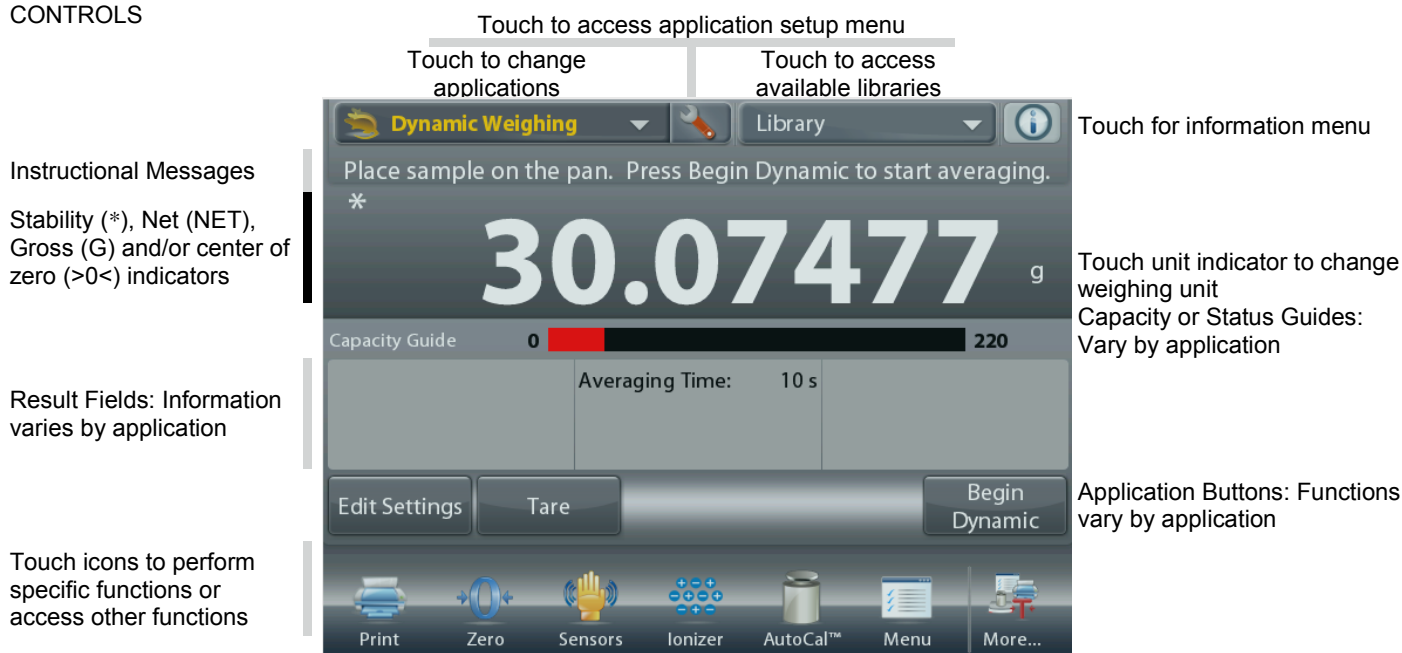 CONTROLS
Touch to access application setup menu
Touch to change
applications
Touch to access
available libraries
Dynamic Weighing
Library
Touch for information menu
Instructional Messages
Place sample on the pan. Press Begin Dynamic to start averaging.
Stability (*), Net (NET),
Gross (G) and/or center of
zero (>0<) indicators
*
30.07477 g
Touch unit indicator to change
weighing unit
Capacity or Status Guides:
Vary by application
Capacity Guide 0 220
Result Fields: Information
varies by application
Averaging Time: 10 s
Edit Settings
Tare
Begin
Dynamic
Application Buttons: Functions
vary by application
Touch icons to perform
specific functions or
access other functions
Print Zero Sensors Ionizer AutoCal™ Menu More...